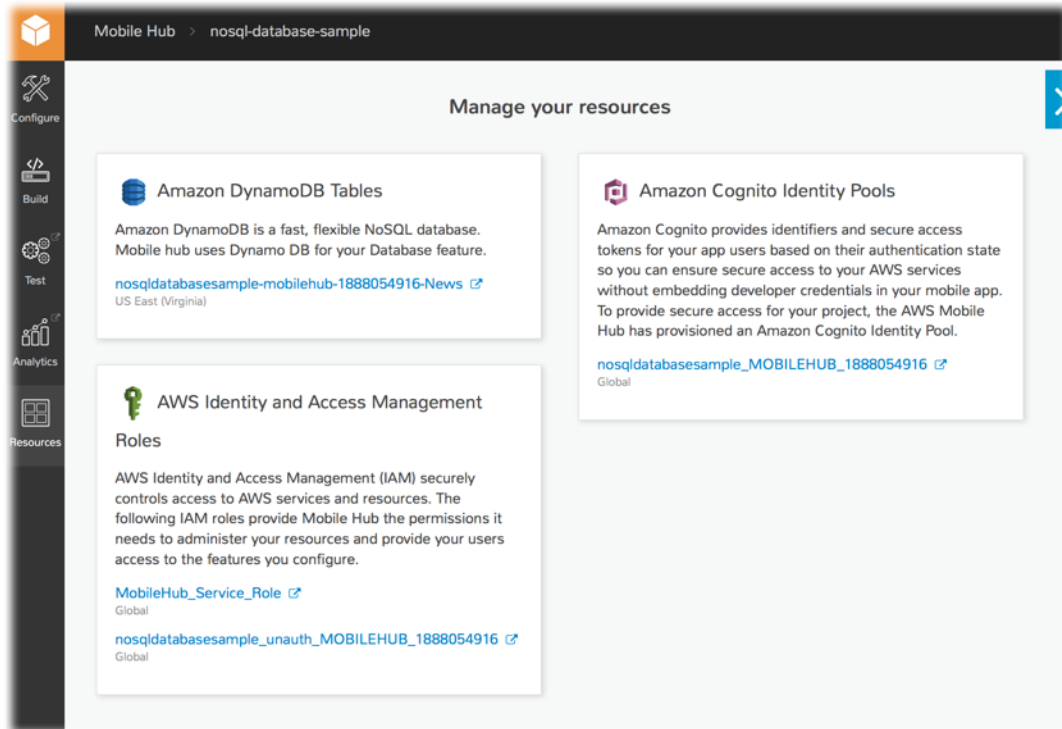 Mobile Hub > nosql-database-sample
Configure
Build
Test
Analytics
Resources
Manage your resources
Amazon DynamoDB Tables
Amazon DynamoDB is a fast, flexible NoSQL database.
Mobile hub uses Dynamo DB for your Database feature.
nosqldatabasesample-mobilehub-1888054916-News
US East (Virginia)
AWS Identity and Access Management
Roles
AWS Identity and Access Management (IAM) securely
controls access to AWS services and resources. The
following IAM roles provide Mobile Hub the permissions it
needs to administer your resources and provide your users
access to the features you configure.
MobileHub_Service_Role
Global
nosqldatabasesample_unauth_MOBILEHUB_1888054916
Global
Amazon Cognito Identity Pools
Amazon Cognito provides identifiers and secure access
tokens for your app users based on their authentication state
so you can ensure secure access to your AWS services
without embedding developer credentials in your mobile app.
To provide secure access for your project, the AWS Mobile
Hub has provisioned an Amazon Cognito Identity Pool.
nosqldatabasesample_MOBILEHUB_1888054916
Global